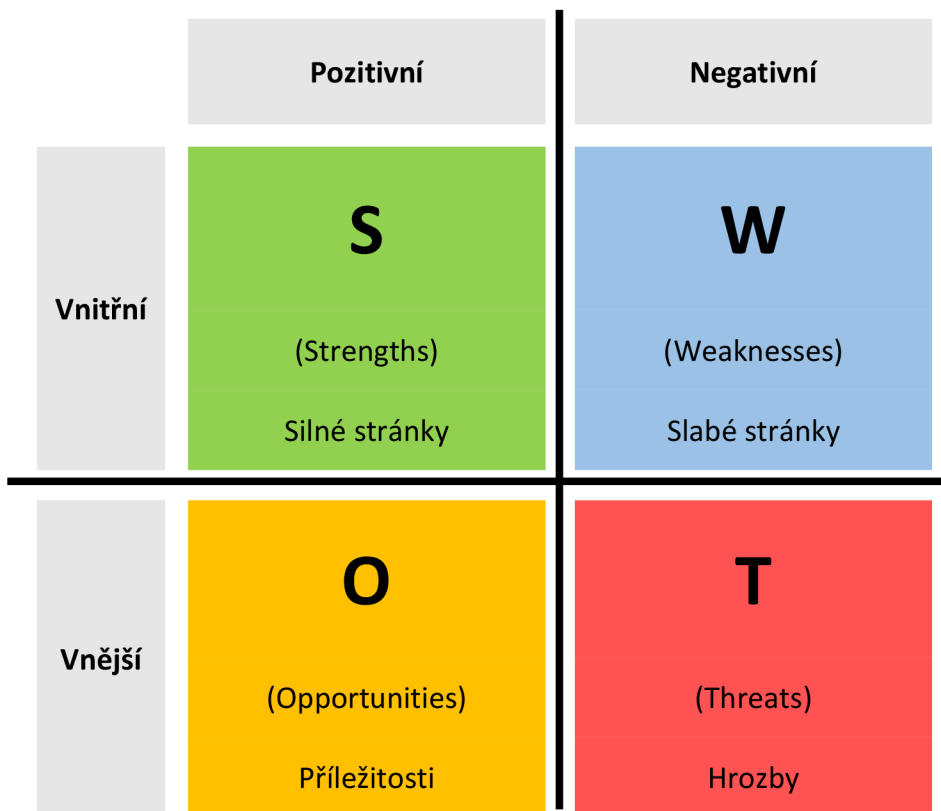 Pozitivní
Negativní
Vnitřní
S
(Strengths)
Silné stránky
W
(Weaknesses)
Slabé stránky
Vnější
O
(Opportunities)
Příležitosti
T
(Threats)
Hrozby